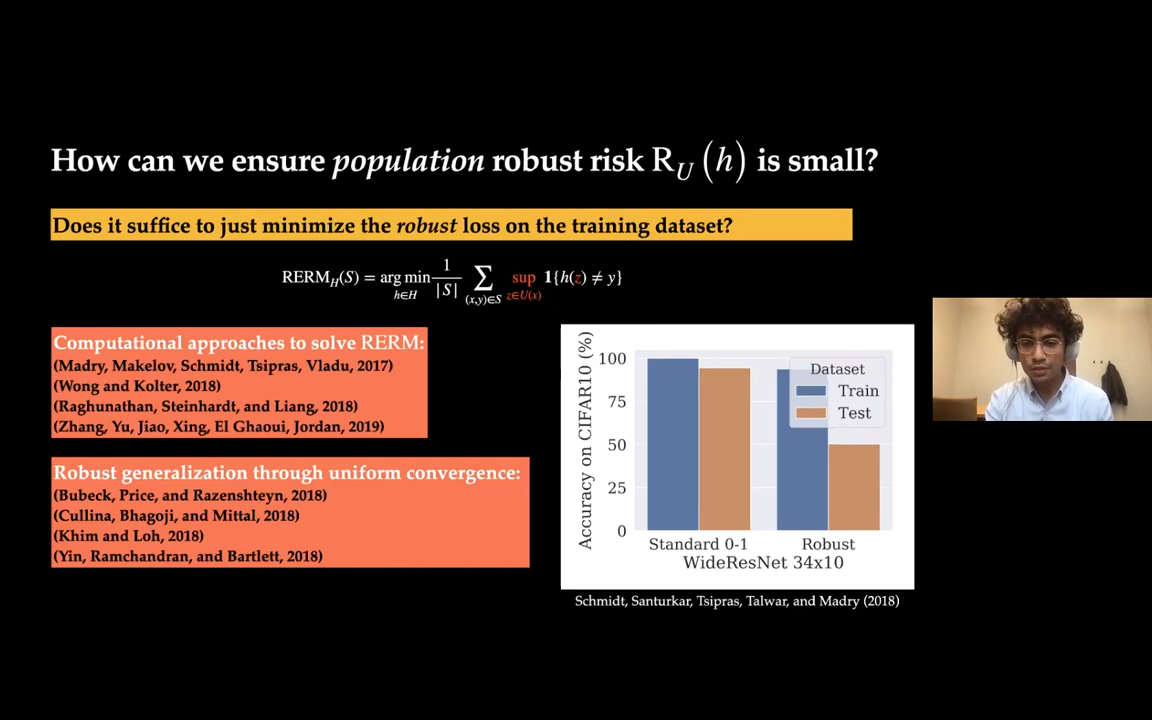 How can we ensure population robust risk R_U (h) is small?
Does it suffice to just minimize the robust loss on the training dataset?
RERM_H(S) = arg min_{h∈H} 1/|S| ∑_{(x,y)∈S} sup_{z∈U(x)} 1{h(z) ≠ y}
Computational approaches to solve RERM:
(Madry, Makelov, Schmidt, Tsipras, Vladu, 2017)
(Wong and Kolter, 2018)
(Raghunathan, Steinhardt, and Liang, 2018)
(Zhang, Yu, Jiao, Xing, El Ghaoui, Jordan, 2019)
Robust generalization through uniform convergence:
(Bubeck, Price, and Razenshteyn, 2018)
(Cullina, Bhagoji, and Mittal, 2018)
(Khim and Loh, 2018)
(Yin, Ramchandran, and Bartlett, 2018)
Accuracy on CIFAR10 (%)
100
75
50
25
0
Dataset
Train
Test
Standard 0-1
Robust
WideResNet 34x10
Schmidt, Santurkar, Tsipras, Talwar, and Madry (2018)